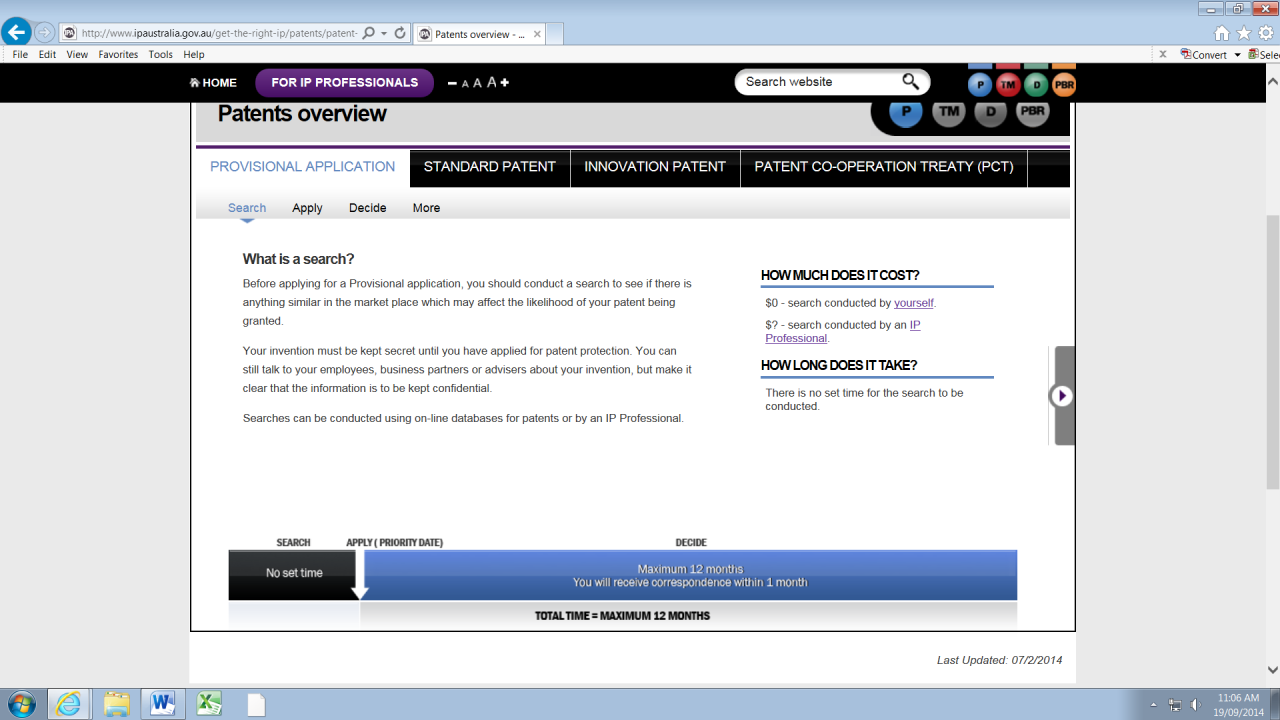 http://www.ipaustralia.gov.au/get-the-right-ip/patents/patent-
Patents overview - ...
File Edit View Favorites Tools Help
x Convert Sele
HOME FOR IP PROFESSIONALS - A A A + Search website P TM D PBR
Patents overview P TM D PBR
PROVISIONAL APPLICATION STANDARD PATENT INNOVATION PATENT PATENT CO-OPERATION TREATY (PCT)
Search Apply Decide More
What is a search?
Before applying for a Provisional application, you should conduct a search to see if there is
anything similar in the market place which may affect the likelihood of your patent being
granted.
Your invention must be kept secret until you have applied for patent protection. You can
still talk to your employees, business partners or advisers about your invention, but make it
clear that the information is to be kept confidential.
Searches can be conducted using on-line databases for patents or by an IP Professional.
HOW MUCH DOES IT COST?
$0 - search conducted by yourself.
$? - search conducted by an IP
Professional.
HOW LONG DOES IT TAKE?
There is no set time for the search to be
conducted.
SEARCH APPLY ( PRIORITY DATE) DECIDE
No set time
Maximum 12 months
You will receive correspondence within 1 month
TOTAL TIME = MAXIMUM 12 MONTHS
Last Updated: 07/2/2014
11:06 AM
19/09/2014